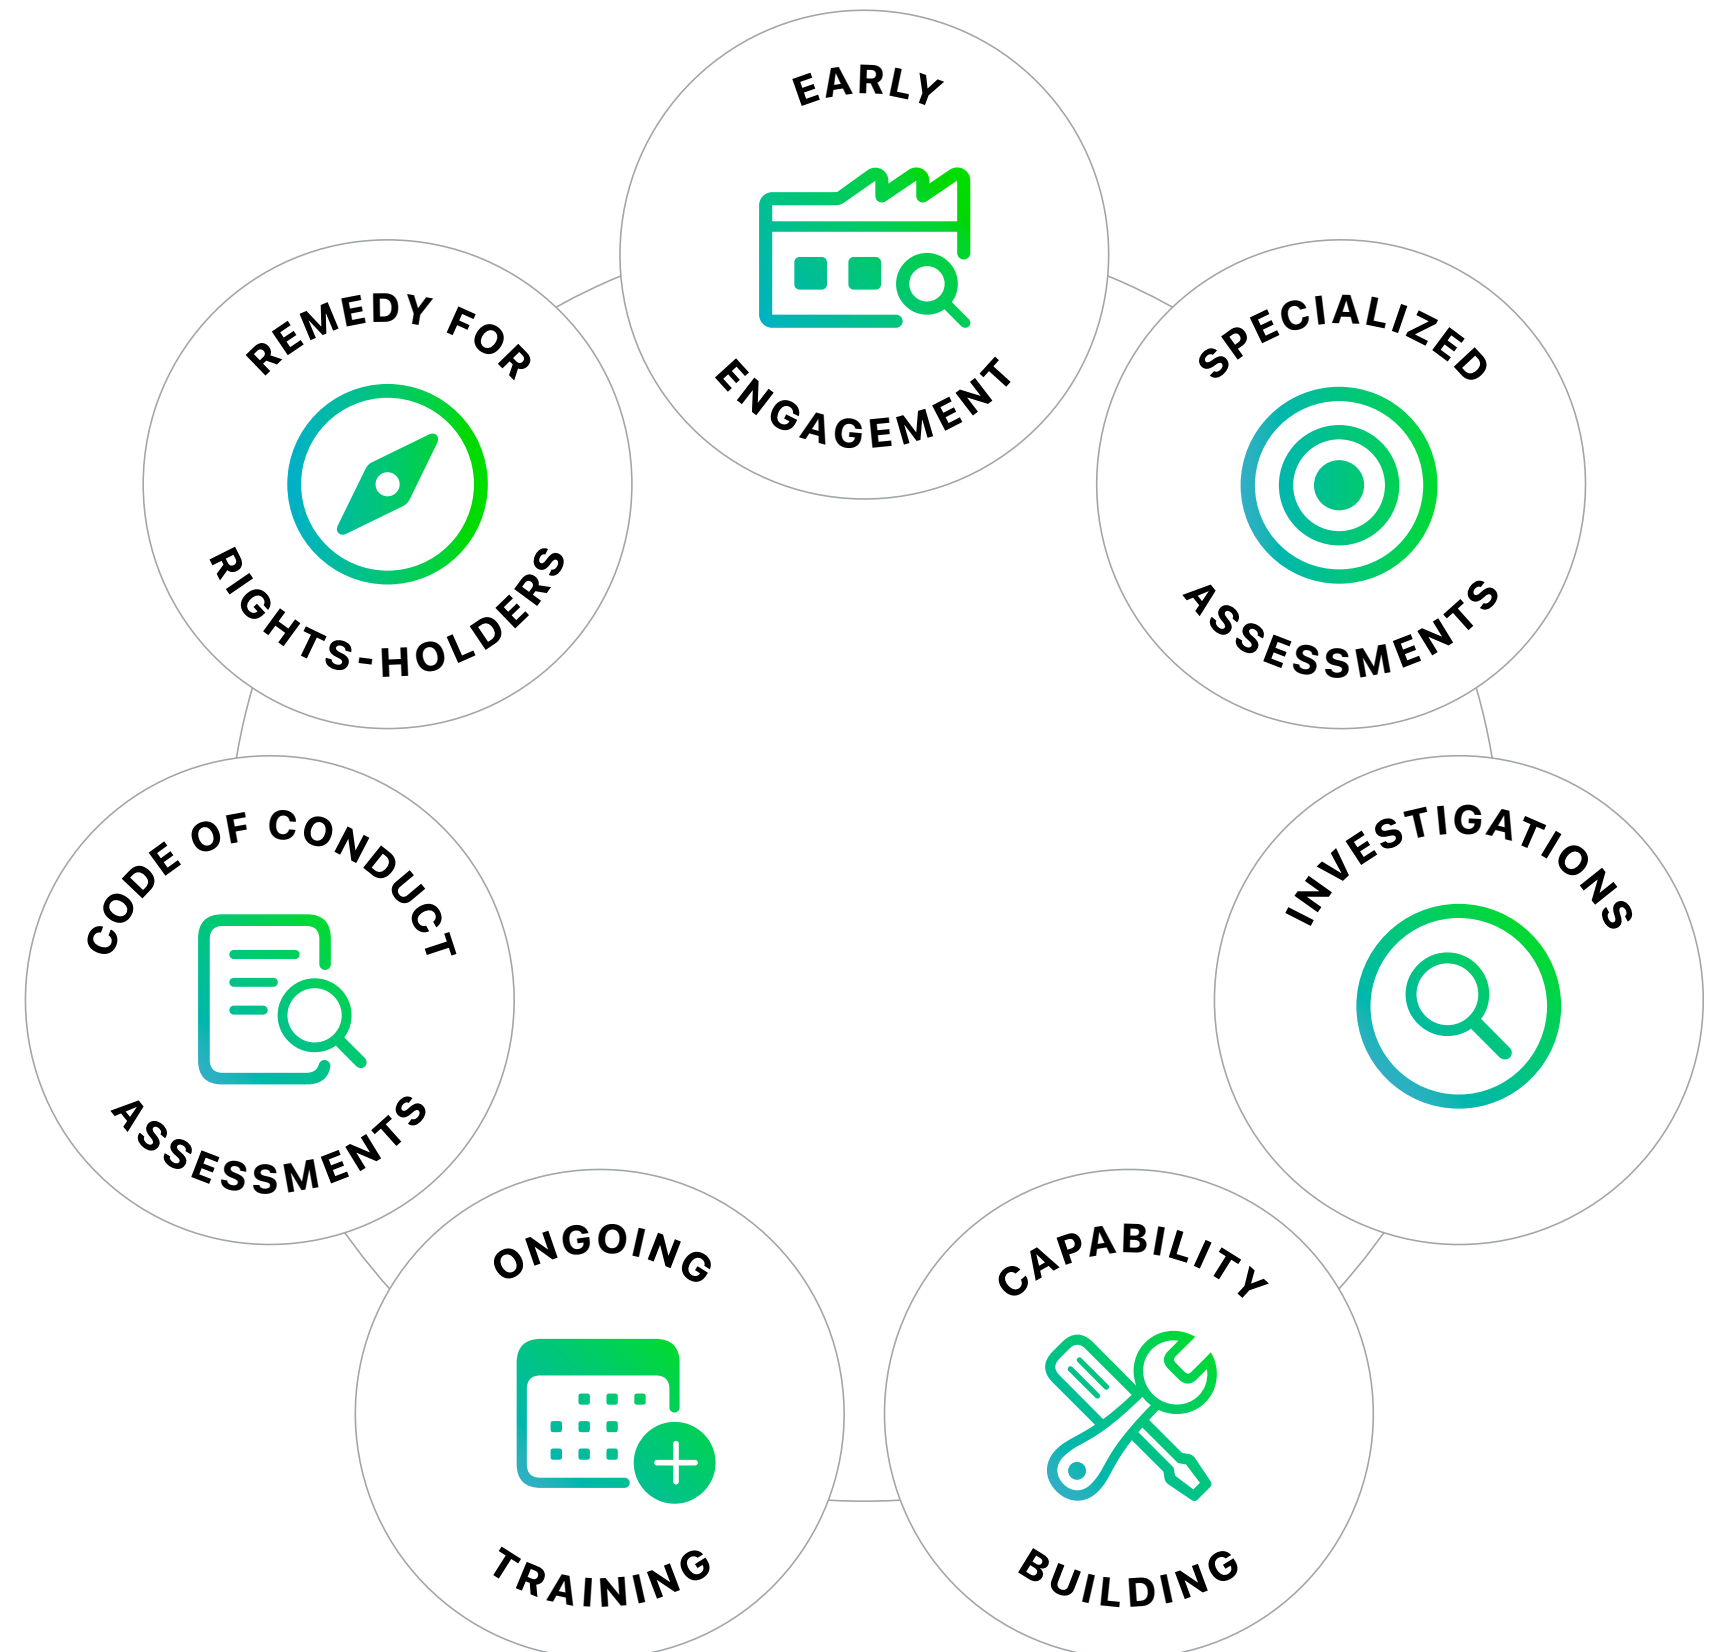 EARLY
ENGAGEMENT
SPECIALIZED
ASSESSMENTS
INVESTIGATIONS
CAPABILITY
BUILDING
ONGOING
TRAINING
CODE OF CONDUCT
ASSESSMENTS
REMEDY FOR
RIGHTS-HOLDERS